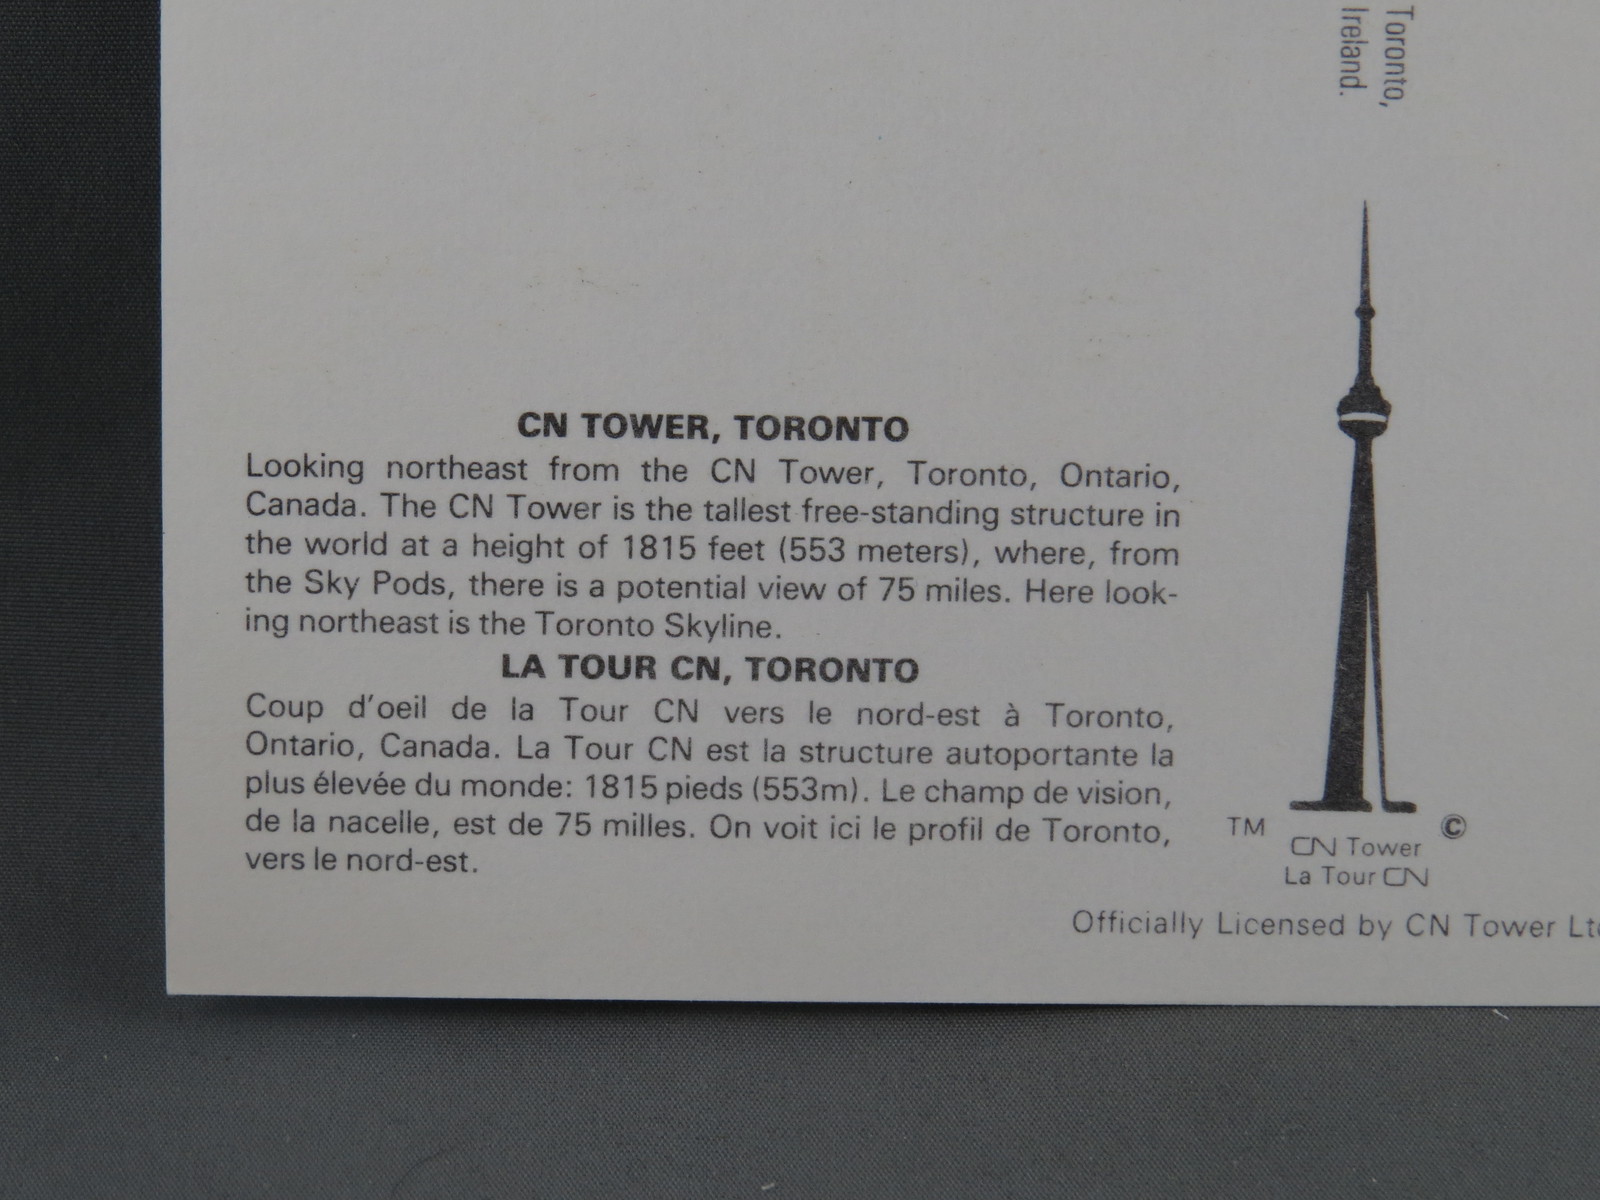 Toronto,
Ireland.
CN TOWER, TORONTO
Looking northeast from the CN Tower, Toronto, Ontario,
Canada. The CN Tower is the tallest free-standing structure in
the world at a height of 1815 feet (553 meters), where, from
the Sky Pods, there is a potential view of 75 miles. Here look-
ing northeast is the Toronto Skyline.
LA TOUR CN, TORONTO
Coup d'oeil de la Tour CN vers le nord-est à Toronto,
Ontario, Canada. La Tour CN est la structure autoportante la
plus élevée du monde: 1815 pieds (553m). Le champ de vision,
de la nacelle, est de 75 milles. On voit ici le profil de Toronto,
vers le nord-est.
TM ©
CN Tower
La Tour CN
Officially Licensed by CN Tower